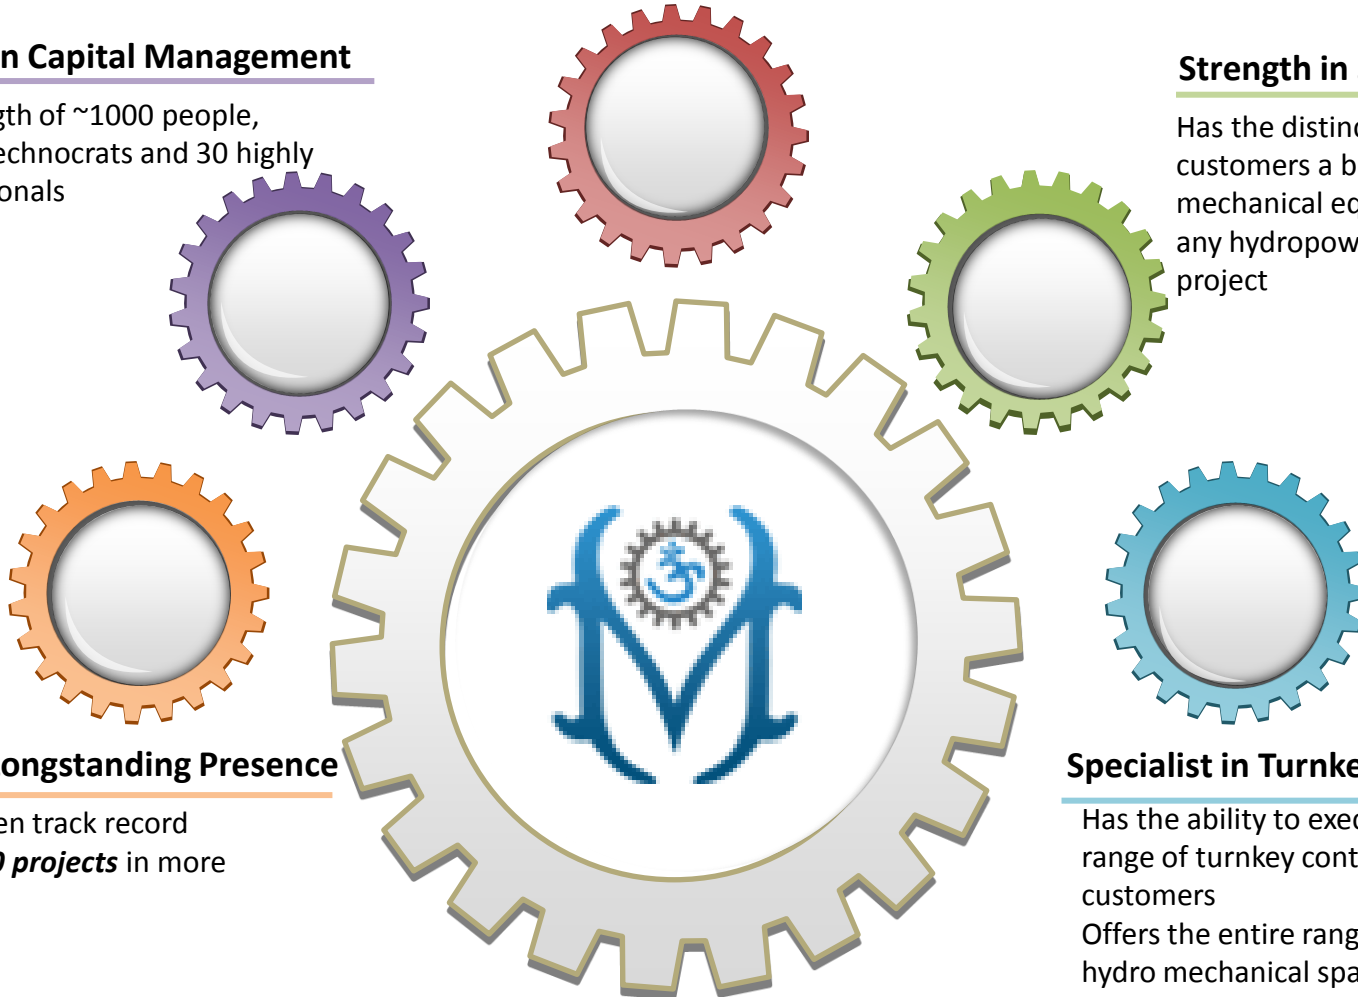 n Capital Management
gth of ~1000 people,
echnocrats and 30 highly
onals
Strength in
Has the distinc
customers a b
mechanical eq
any hydropow
project
ongstanding Presence
en track record
0 projects in more
Specialist in Turnke
Has the ability to exec
range of turnkey cont
customers
Offers the entire rang
hydro mechanical spa
ॐ